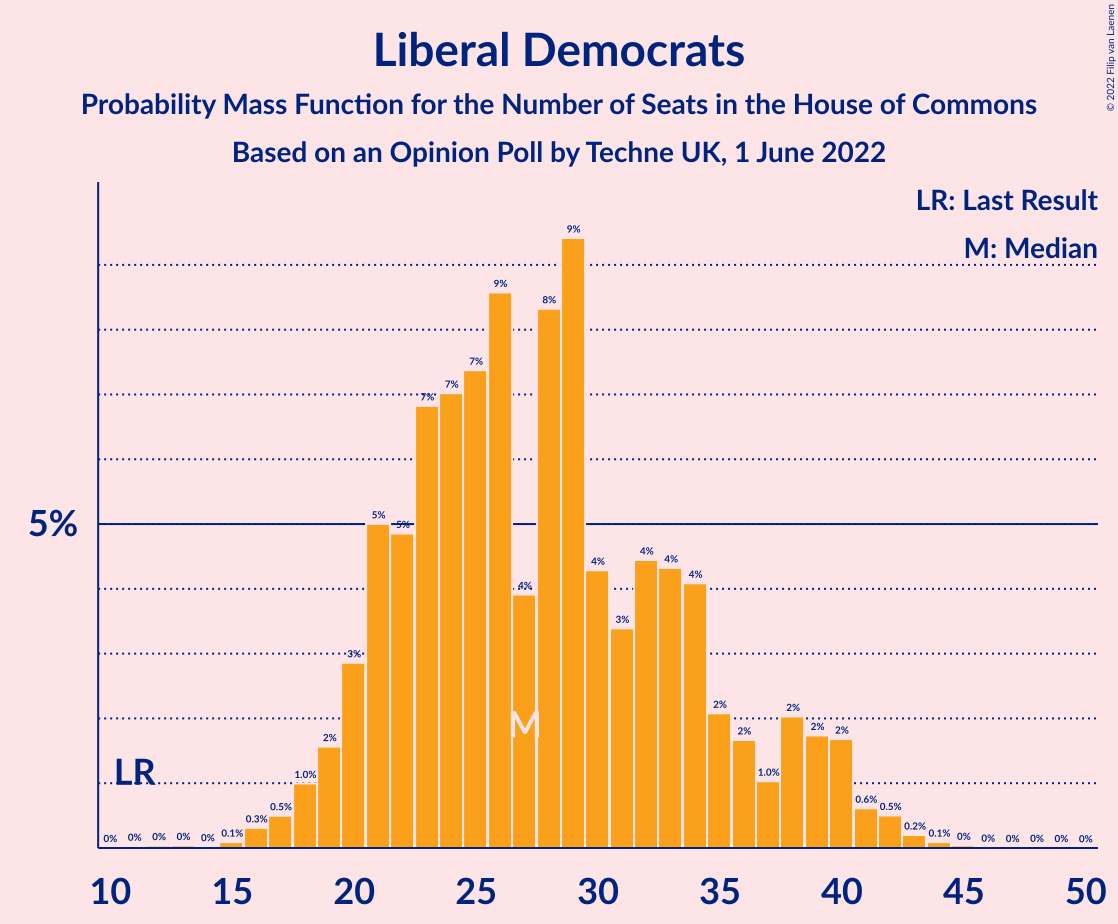 Liberal Democrats
Probability Mass Function for the Number of Seats in the House of Commons
Based on an Opinion Poll by Techne UK, 1 June 2022
© 2022 Filip van Laenen
LR: Last Result
M: Median
5%
0% 0% 0% 0% 0% 0.1% 0.3% 0.5% 1.0% 2% 3% 5% 5% 7% 7% 7% 9% 4% 8% 9% 4% 3% 4% 4% 4% 2% 2% 1.0% 2% 2% 2% 0.6% 0.5% 0.2% 0.1% 0% 0% 0% 0% 0% 0%
LR
M
10 15 20 25 30 35 40 45 50